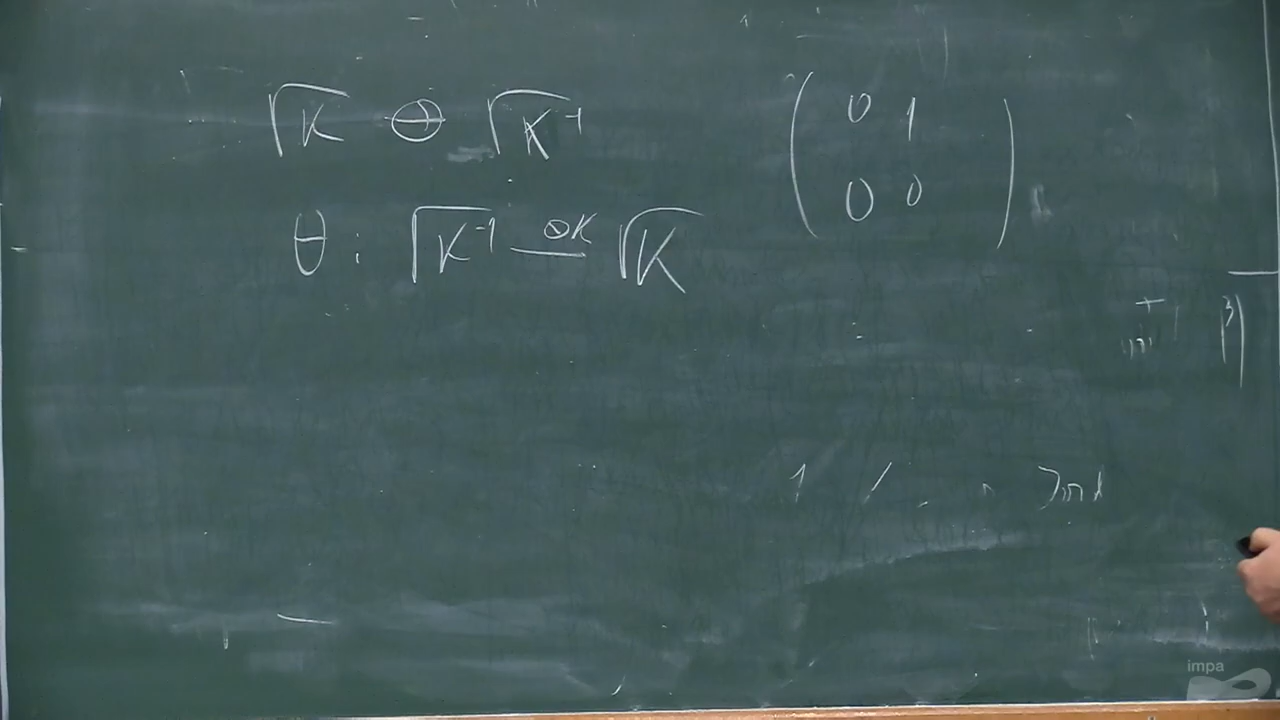 √K ⊖ √K⁻¹
θ : √K⁻¹ — ⊗K √K
( 0 1
0 0 )
impa